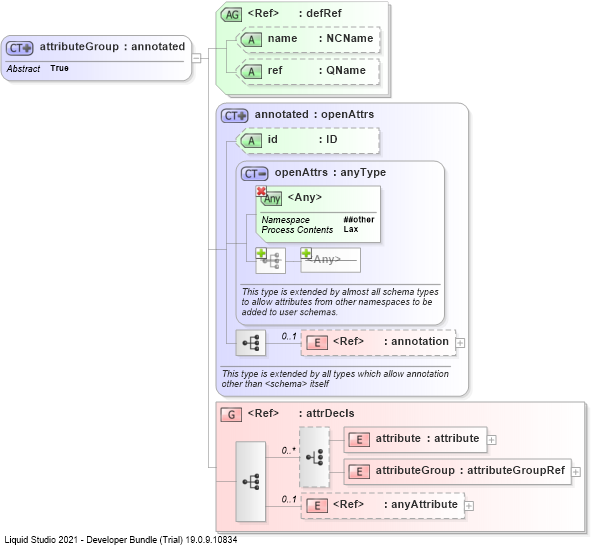 AG <Ref> : defRef
A name : NCName
A ref : QName
CT attributeGroup : annotated
Abstract True
CT annotated : openAttrs
A id : ID
CT openAttrs : anyType
Any <Any>
Namespace ##other
Process Contents Lax
<Any>
This type is extended by almost all schema types
to allow attributes from other namespaces to be
added to user schemas.
0..1 E <Ref> : annotation
This type is extended by all types which allow annotation
other than <schema> itself
G <Ref> : attrDecls
0..*
E attribute : attribute
E attributeGroup : attributeGroupRef
0..1 E <Ref> : anyAttribute
Liquid Studio 2021 - Developer Bundle (Trial) 19.0.9.10834